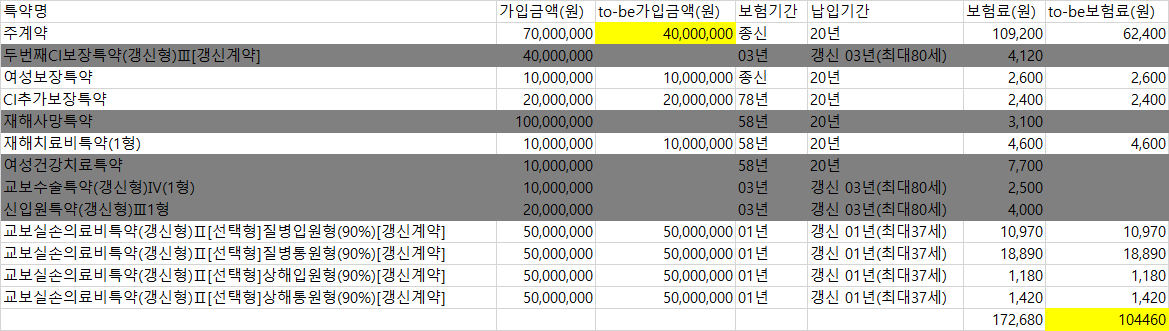 특약명 가입금액(원) to-be가입금액(원) 보험기간 납입기간 보험료(원) to-be보험료(원)
주계약 70,000,000 40,000,000 종신 20년 109,200 62,400
두번째CI보장특약(갱신형)Ⅲ[갱신계약] 40,000,000 03년 갱신 03년(최대80세) 4,120
여성보장특약 10,000,000 10,000,000 종신 20년 2,600 2,600
CI추가보장특약 20,000,000 20,000,000 78년 20년 2,400 2,400
재해사망특약 100,000,000 58년 20년 3,100
재해치료비특약(1형) 10,000,000 10,000,000 58년 20년 4,600 4,600
여성건강치료특약 10,000,000 58년 20년 7,700
교보수술특약(갱신형)Ⅳ(1형) 10,000,000 03년 갱신 03년(최대80세) 2,500
신입원특약(갱신형)Ⅲ1형 20,000,000 03년 갱신 03년(최대80세) 4,000
교보실손의료비특약(갱신형)Ⅱ[선택형]질병입원형(90%)[갱신계약] 50,000,000 50,000,000 01년 갱신 01년(최대37세) 10,970 10,970
교보실손의료비특약(갱신형)Ⅱ[선택형]질병통원형(90%)[갱신계약] 50,000,000 50,000,000 01년 갱신 01년(최대37세) 18,890 18,890
교보실손의료비특약(갱신형)Ⅱ[선택형]상해입원형(90%)[갱신계약] 50,000,000 50,000,000 01년 갱신 01년(최대37세) 1,180 1,180
교보실손의료비특약(갱신형)Ⅱ[선택형]상해통원형(90%)[갱신계약] 50,000,000 50,000,000 01년 갱신 01년(최대37세) 1,420 1,420
172,680 104460